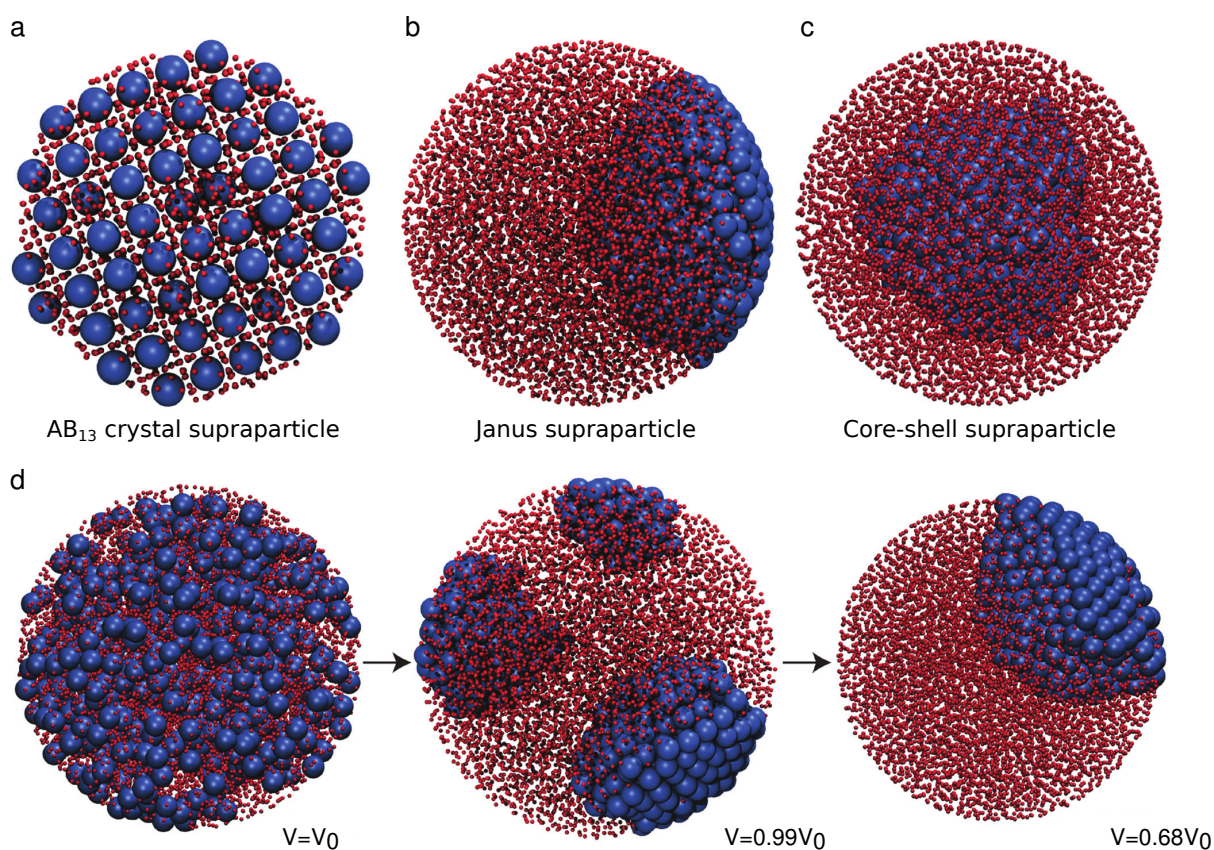 a
b
c
AB₁₃ crystal supraparticle
Janus supraparticle
Core-shell supraparticle
d
V=V₀
V=0.99V₀
V=0.68V₀